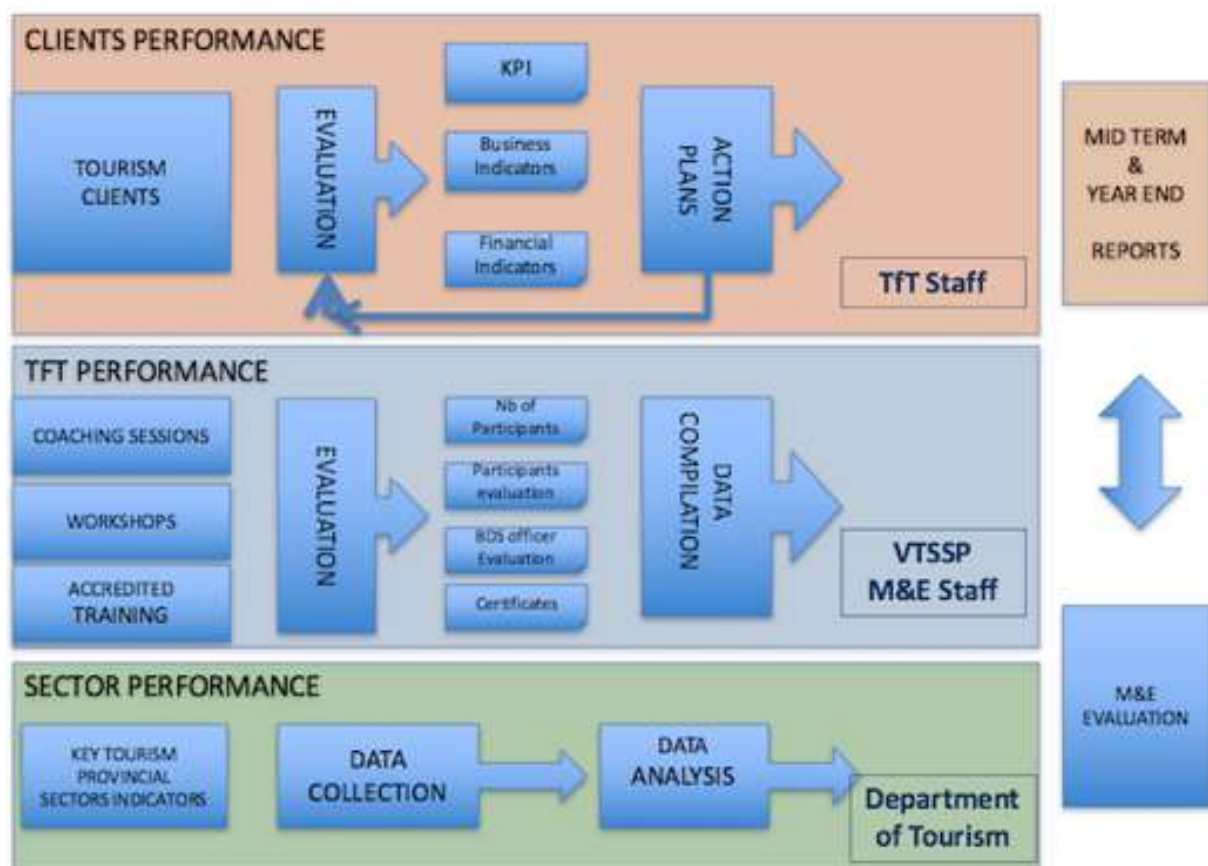 CLIENTS PERFORMANCE
TOURISM
CLIENTS
EVALUATION
KPI
Business
Indicators
Financial
Indicators
ACTION
PLANS
TfT Staff
MID TERM
&
YEAR END
REPORTS
TFT PERFORMANCE
COACHING SESSIONS
WORKSHOPS
ACCREDITED
TRAINING
EVALUATION
Nb of
Participants
Participants
evaluation
BDS officer
Evaluation
Certificates
DATA
COMPILATION
VTSSP
M&E Staff
M&E
EVALUATION
SECTOR PERFORMANCE
KEY TOURISM
PROVINCIAL
SECTORS INDICATORS
DATA
COLLECTION
DATA
ANALYSIS
Department
of Tourism